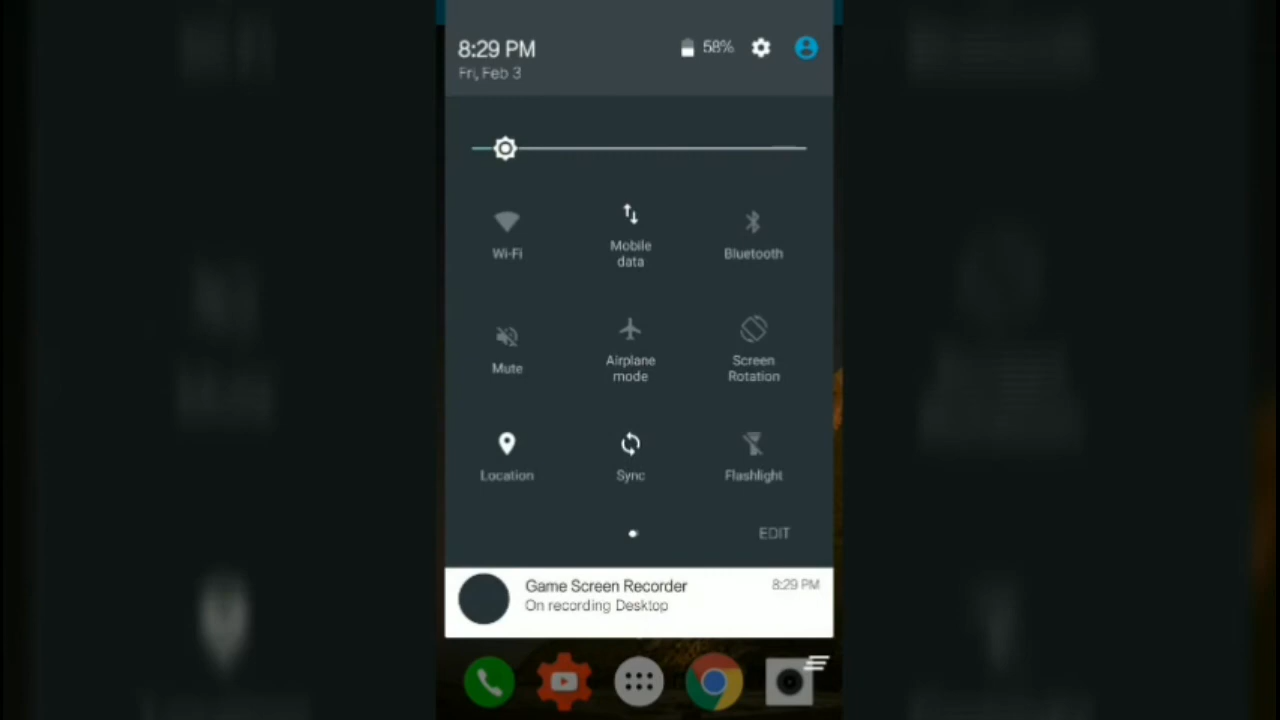 8:29 PM
58%
Fri, Feb 3
Wi-Fi
Mobile
data
Bluetooth
Mute
Airplane
mode
Screen
Rotation
Location
Sync
Flashlight
EDIT
Game Screen Recorder
8:29 PM
On recording Desktop